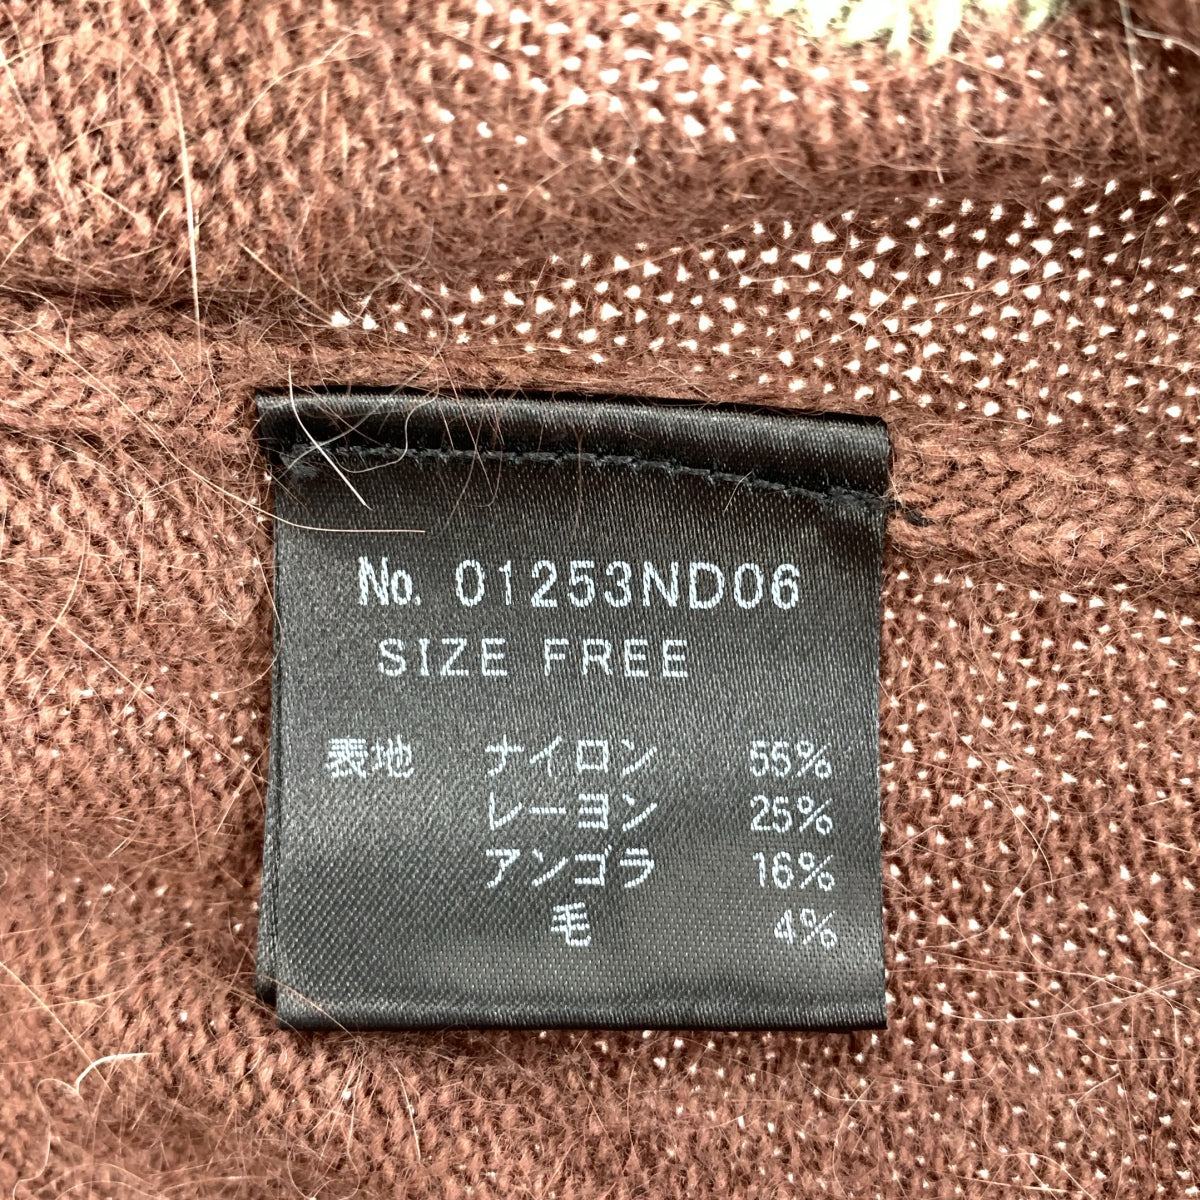 No. 01253ND06
SIZE FREE
表地 ナイロン 55%
レーヨン 25%
アンゴラ 16%
毛 4%